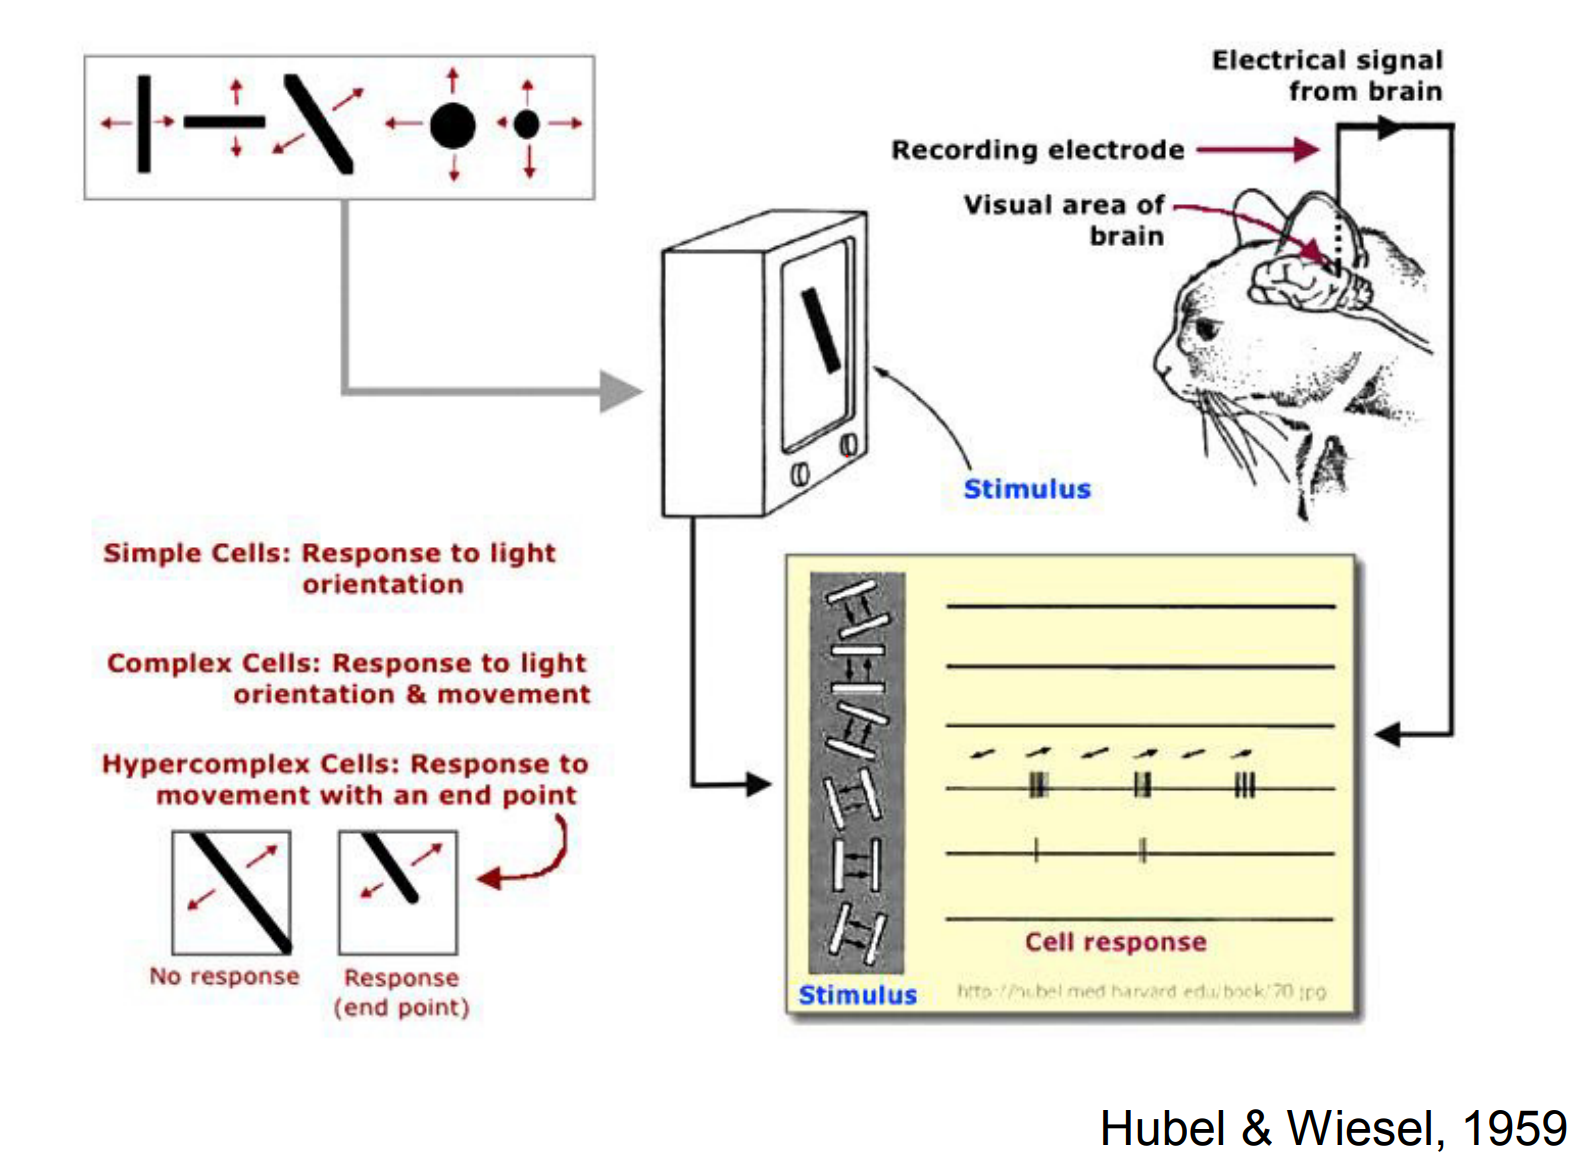 Electrical signal
from brain
Recording electrode
Visual area of
brain
Stimulus
Simple Cells: Response to light
orientation
Complex Cells: Response to light
orientation & movement
Hypercomplex Cells: Response to
movement with an end point
No response
Response
(end point)
Cell response
Stimulus
http://hubel.med.harvard.edu/book/70.jpg
Hubel & Wiesel, 1959